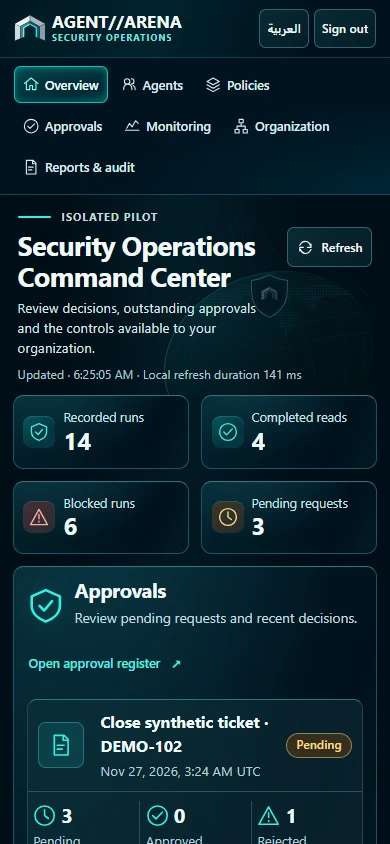 AGENT//ARENA
SECURITY OPERATIONS
العربية
Sign out
Overview
Agents
Policies
Approvals
Monitoring
Organization
Reports & audit
ISOLATED PILOT
Security Operations
Command Center
Refresh
Review decisions, outstanding approvals
and the controls available to your
organization.
Updated · 6:25:05 AM · Local refresh duration 141 ms
Recorded runs
14
Completed reads
4
Blocked runs
6
Pending requests
3
Approvals
Review pending requests and recent decisions.
Open approval register ↗
Close synthetic ticket ·
DEMO-102
Pending
Nov 27, 2026, 3:24 AM UTC
3
Pending
0
Approved
1
Rejected